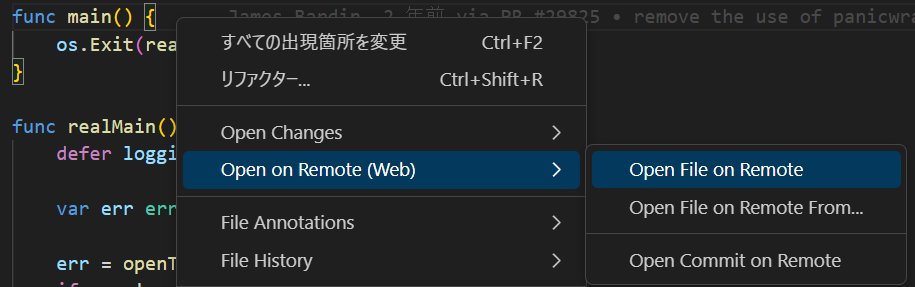 func main() { James Bardin, 2 年前 via PR #29825 • remove the use of panicwra
すべての出現箇所を変更 Ctrl+F2
os.Exit(rea
リファクター... Ctrl+Shift+R
}
func realMain()
Open Changes
defer loggi
Open on Remote (Web)
Open File on Remote
var err err
File Annotations
Open File on Remote From...
err = openT
File History
Open Commit on Remote